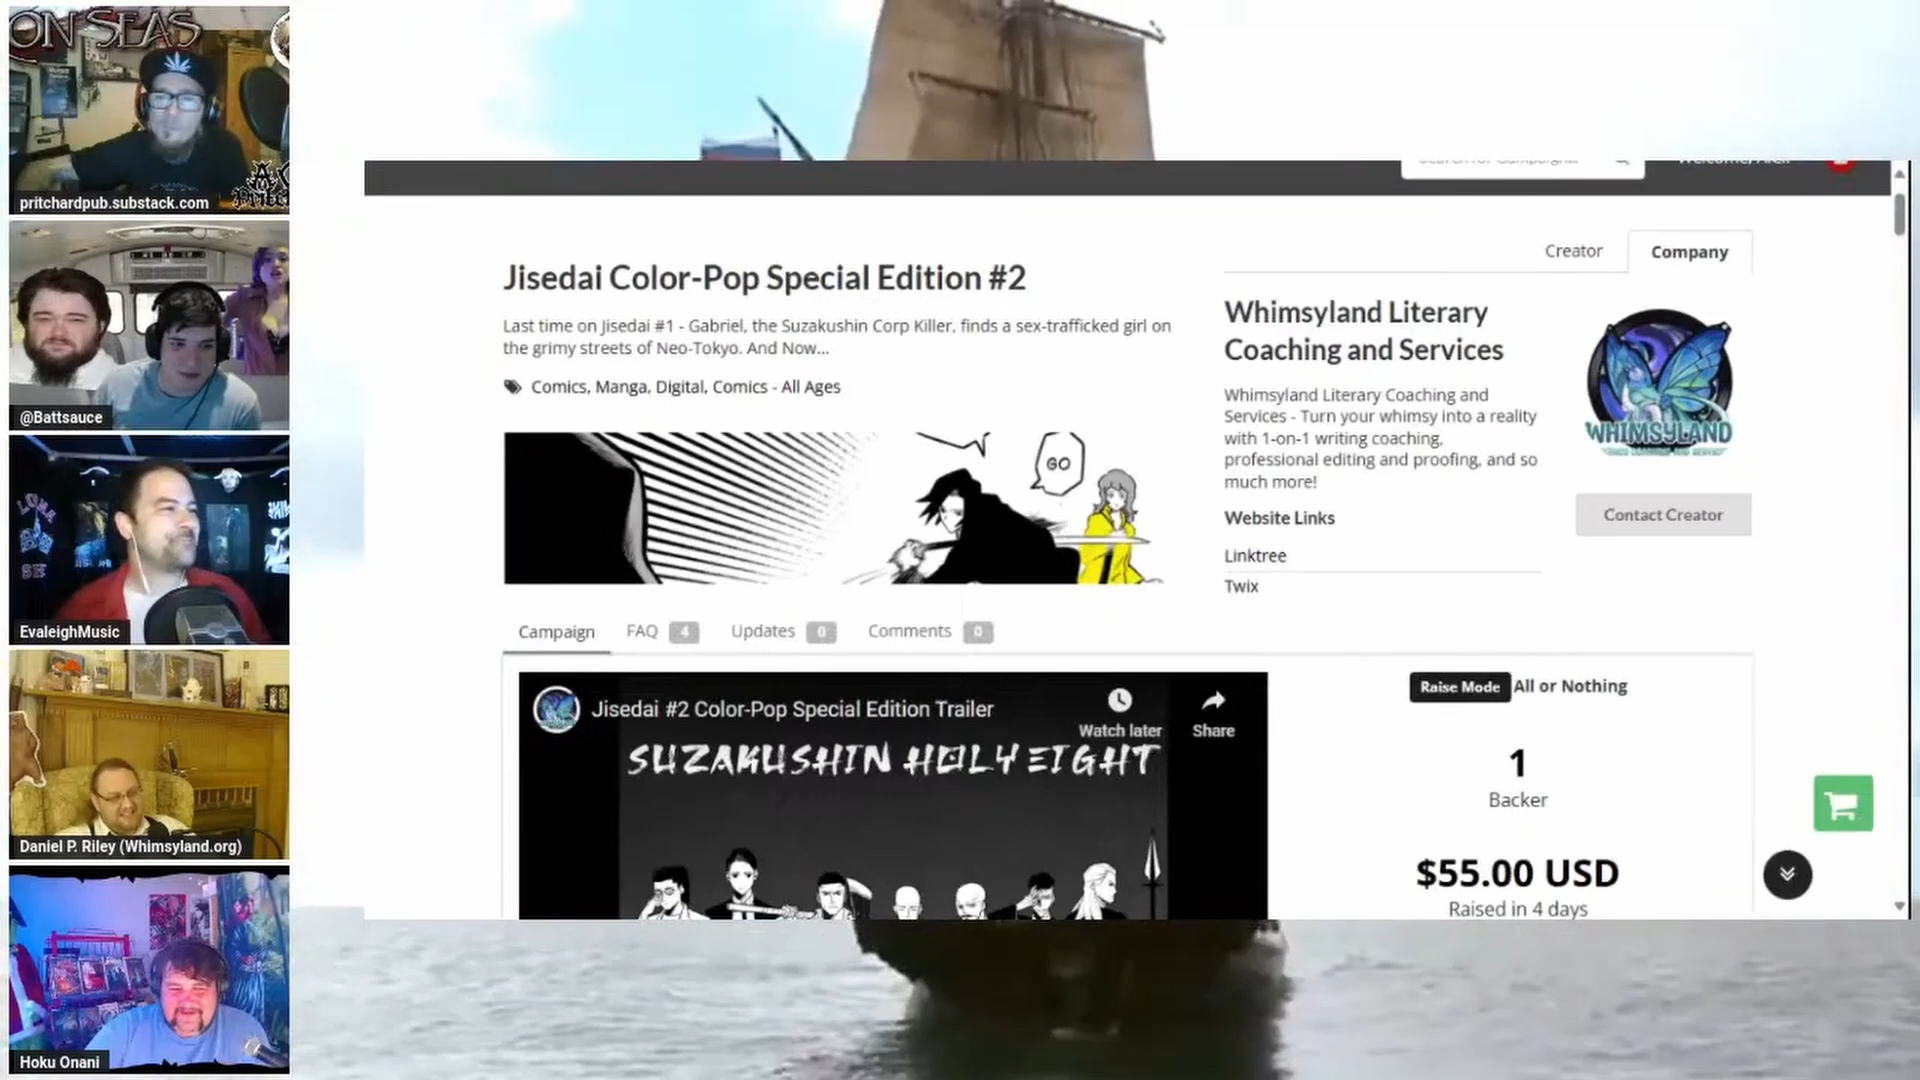 ON SEAS
pritchardpub.substack.com
@Battsauce
EvaleighMusic
Daniel P. Riley (Whimsyland.org)
Hoku Onani
Jisedai Color-Pop Special Edition #2
Last time on Jisedai #1 - Gabriel, the Suzakushin Corp Killer, finds a sex-trafficked girl on
the grimy streets of Neo-Tokyo. And Now...
Comics, Manga, Digital, Comics - All Ages
GO
Creator
Company
Whimsyland Literary
Coaching and Services
Whimsyland Literary Coaching and
Services - Turn your whimsy into a reality
with 1-on-1 writing coaching,
professional editing and proofing, and so
much more!
Website Links
Linktree
Twix
WHIMSYLAND
Contact Creator
Campaign
FAQ 4
Updates 0
Comments 0
Jisedai #2 Color-Pop Special Edition Trailer
Watch later
Share
SUZAKUSHIN HOLY EIGHT
Raise Mode All or Nothing
1
Backer
$55.00 USD
Raised in 4 days